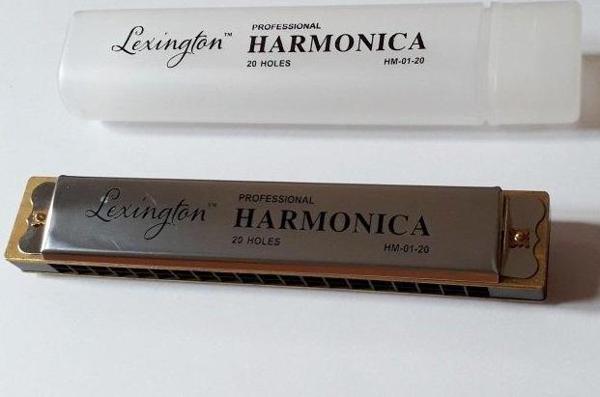 Lexington™
PROFESSIONAL
HARMONICA
20 HOLES HM-01-20
Lexington™
PROFESSIONAL
HARMONICA
20 HOLES HM-01-20